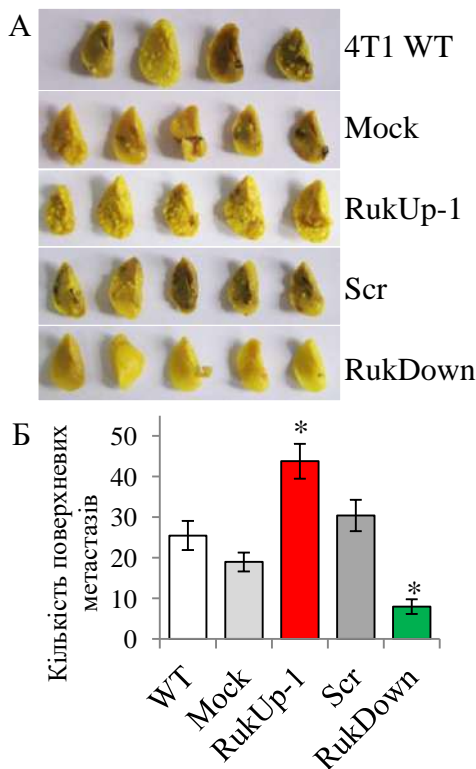 А
4T1 WT
Mock
RukUp-1
Scr
RukDown
Б
Кількість поверхневих
метастазів
50
40
30
20
10
0
*
*
WT
Mock
RukUp-1
Scr
RukDown